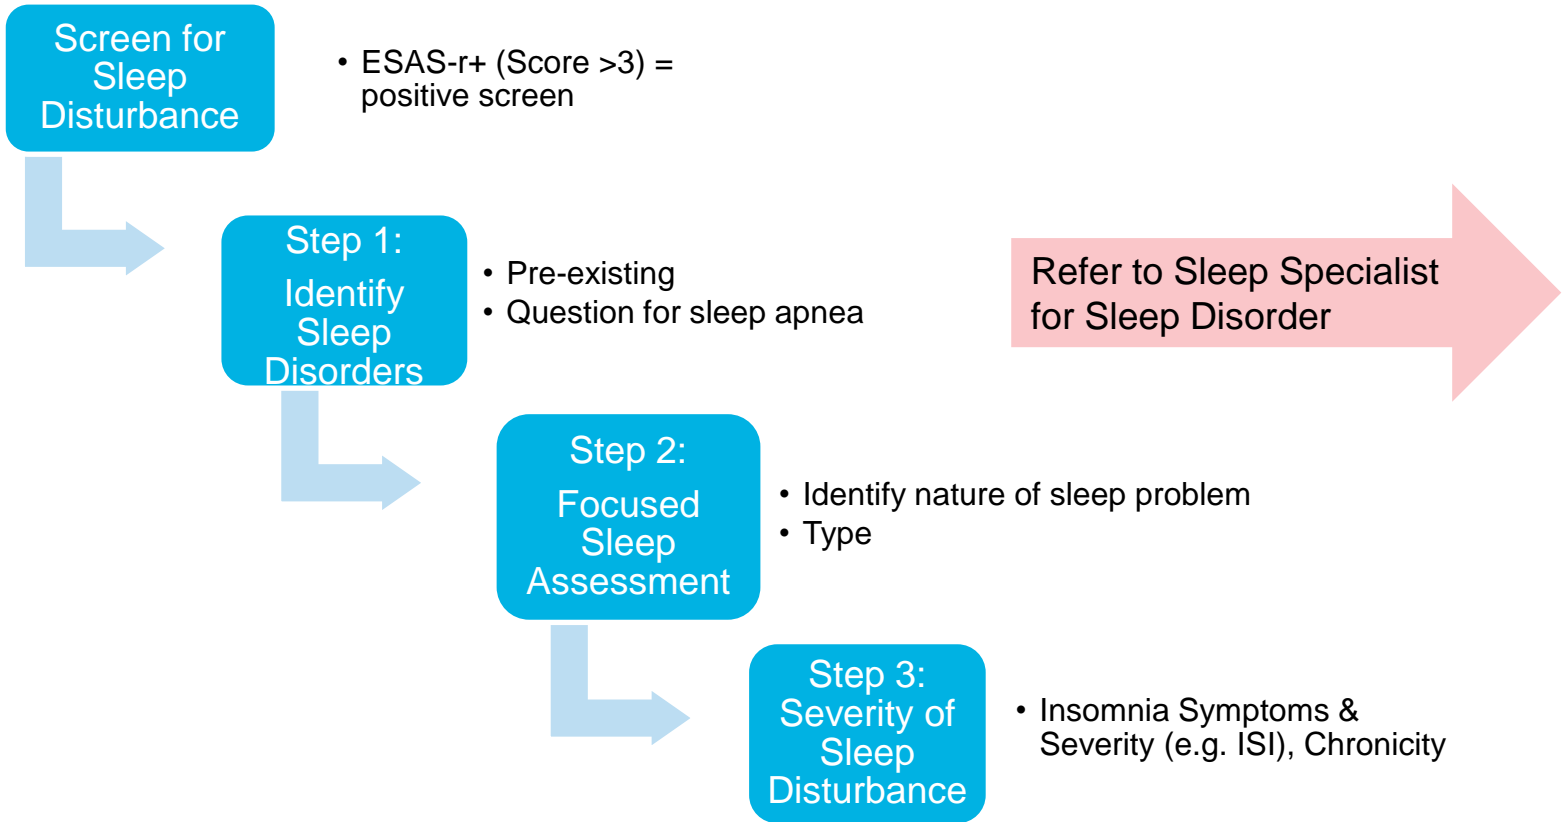 Screen for
Sleep
Disturbance
• ESAS-r+ (Score >3) =
positive screen
Step 1:
Identify
Sleep
Disorders
• Pre-existing
• Question for sleep apnea
Refer to Sleep Specialist
for Sleep Disorder
Step 2:
Focused
Sleep
Assessment
• Identify nature of sleep problem
• Type
Step 3:
Severity of
Sleep
Disturbance
• Insomnia Symptoms &
Severity (e.g. ISI), Chronicity